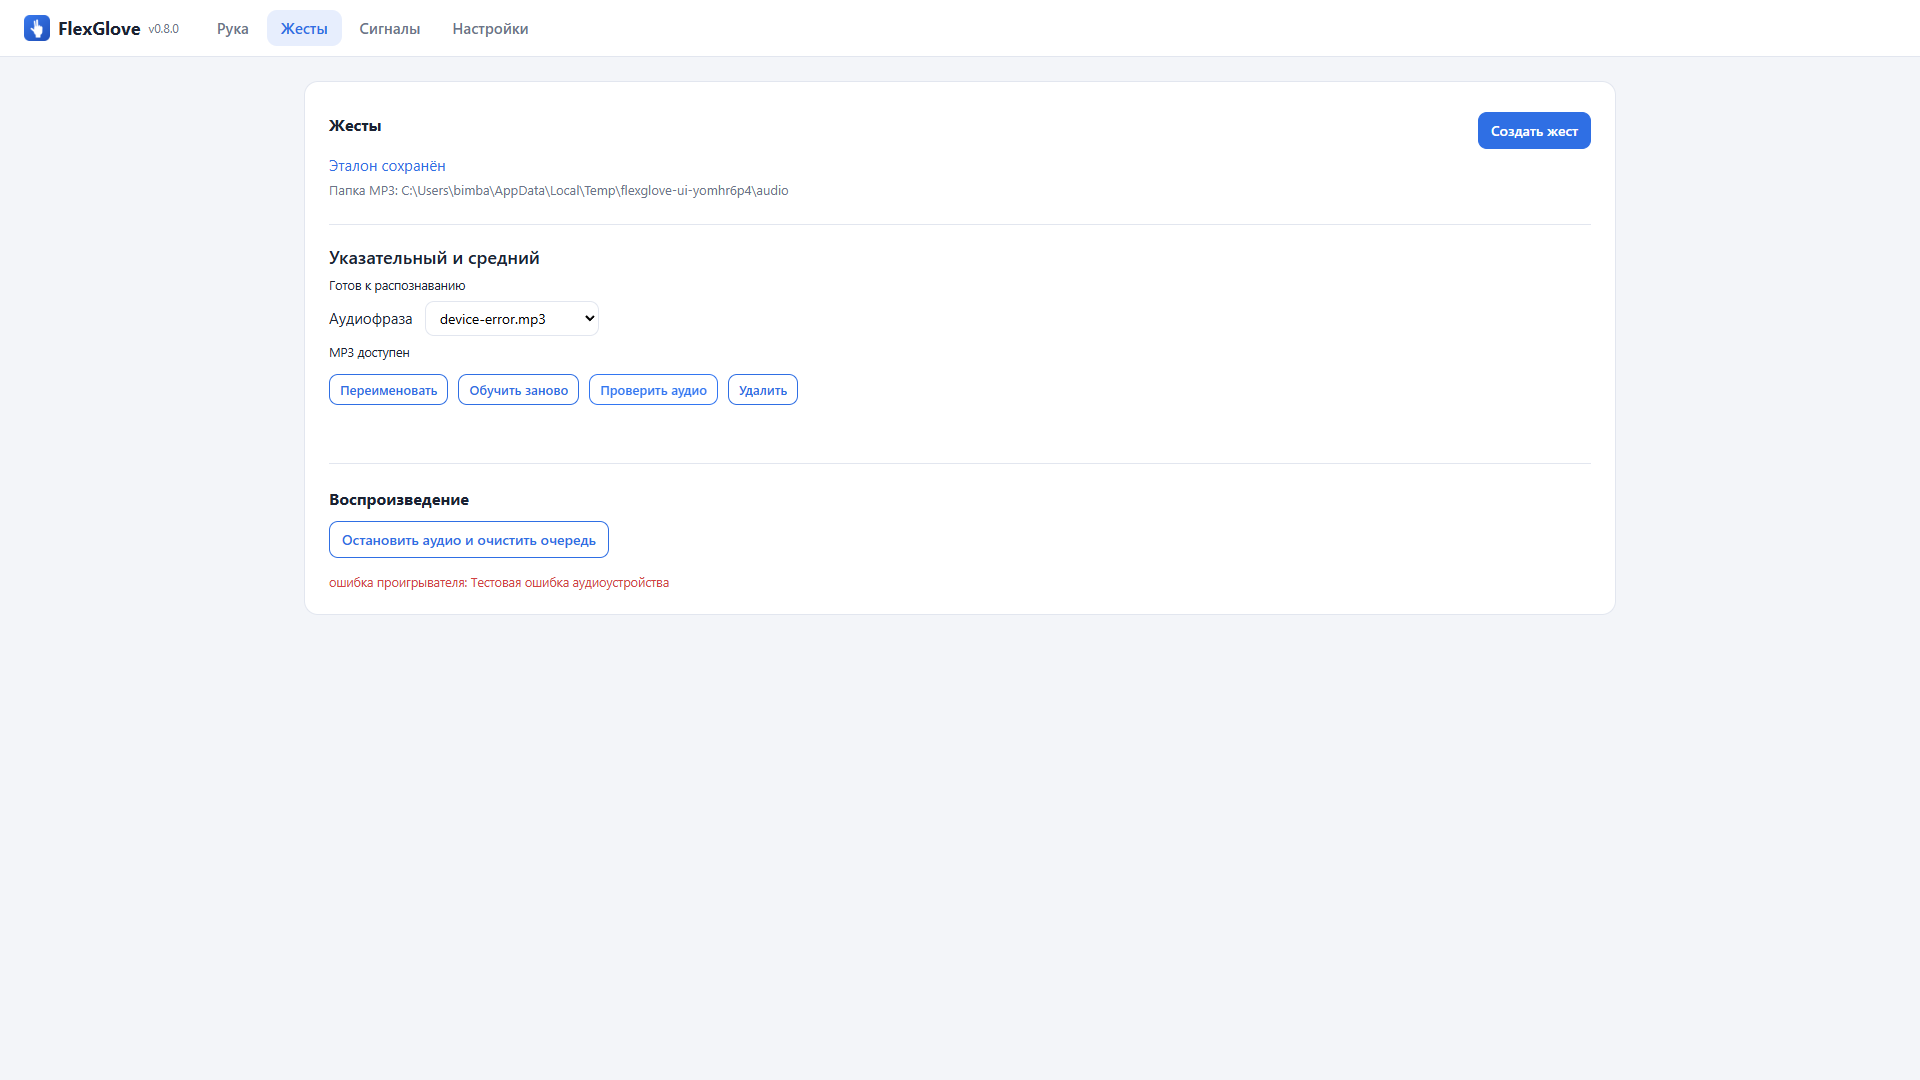 FlexGlove v0.8.0 Рука Жесты Сигналы Настройки
Жесты
Создать жест
Эталон сохранён
Папка MP3: C:\Users\bimba\AppData\Local\Temp\flexglove-ui-yomhr6p4\audio
Указательный и средний
Готов к распознаванию
Аудиофраза device-error.mp3
MP3 доступен
Переименовать Обучить заново Проверить аудио Удалить
Воспроизведение
Остановить аудио и очистить очередь
ошибка проигрывателя: Тестовая ошибка аудиоустройства